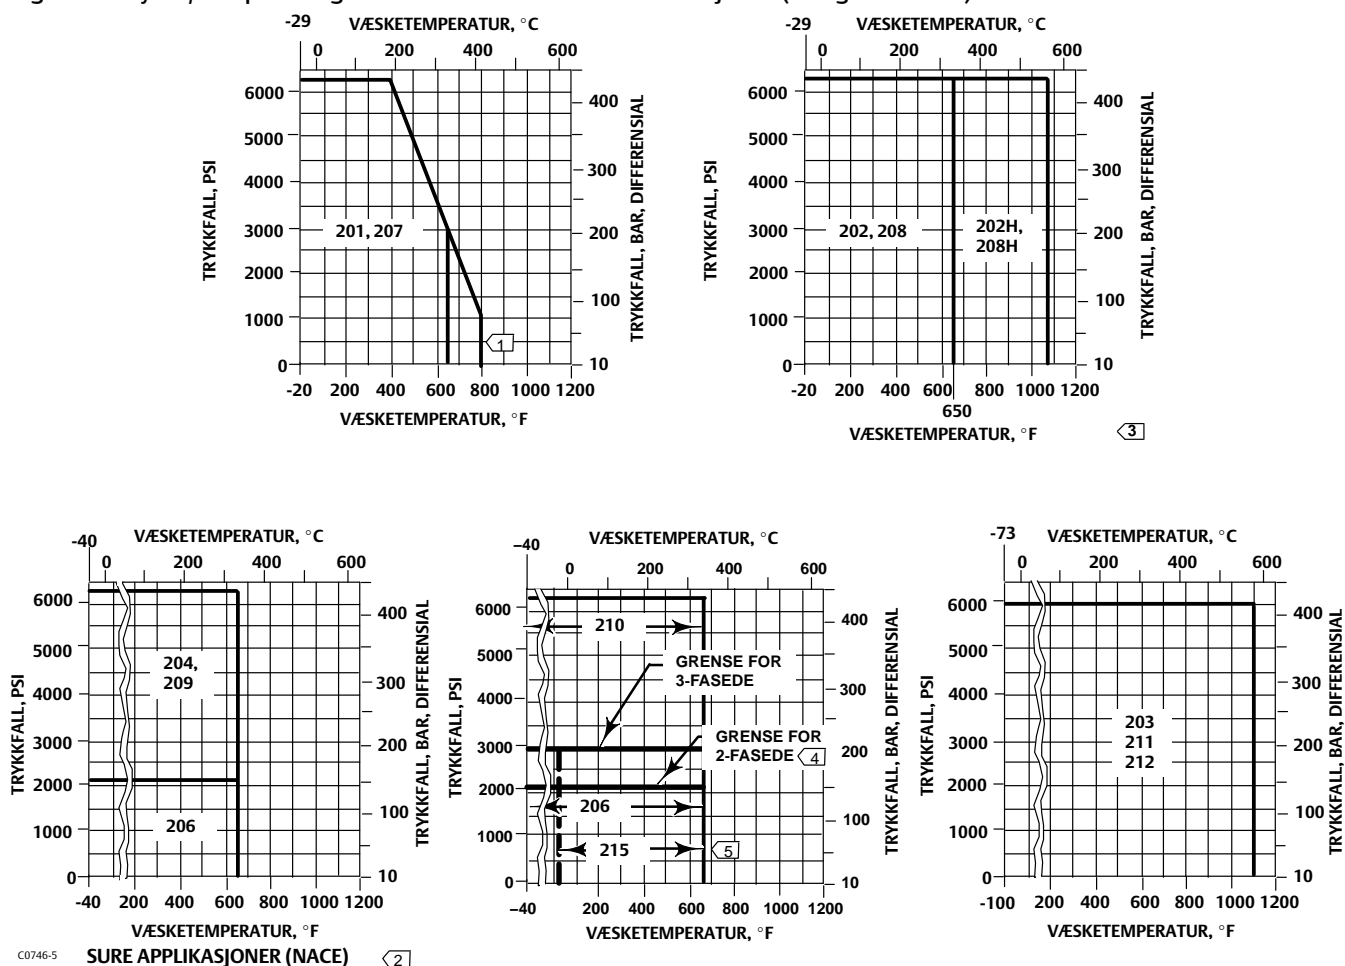 -29 VÆSKETEMPERATUR, °C
0 200 400 600
6000
5000
4000
3000
2000
1000
0
TRYKKFALL, PSI
400
300
200
100
10
TRYKKFALL, BAR, DIFFERENSIAL
201, 207
1
-20 200 400 600 800 1000 1200
VÆSKETEMPERATUR, °F
-29 VÆSKETEMPERATUR, °C
0 200 400 600
6000
5000
4000
3000
2000
1000
0
TRYKKFALL, PSI
400
300
200
100
10
TRYKKFALL, BAR, DIFFERENSIAL
202, 208
202H,
208H
-20 200 400 600 800 1000 1200
650
VÆSKETEMPERATUR, °F
3
-40 VÆSKETEMPERATUR, °C
0 200 400 600
6000
5000
4000
3000
2000
1000
0
TRYKKFALL, PSI
400
300
200
100
10
TRYKKFALL, BAR, DIFFERENSIAL
204,
209
206
-40 200 400 600 800 1000 1200
VÆSKETEMPERATUR, °F
C0746-5 SURE APPLIKASJONER (NACE) 2
-40 VÆSKETEMPERATUR, °C
0 200 400 600
6000
5000
4000
3000
2000
1000
0
TRYKKFALL, PSI
400
300
200
100
10
TRYKKFALL, BAR, DIFFERENSIAL
210
GRENSE FOR
3-FASEDE
GRENSE FOR
2-FASEDE 4
206
215 5
-40 200 400 600 800 1000 1200
VÆSKETEMPERATUR, °F
-73 VÆSKETEMPERATUR, °C
0 200 400 600
6000
5000
4000
3000
2000
1000
0
TRYKKFALL, PSI
400
300
200
100
10
TRYKKFALL, BAR, DIFFERENSIAL
203
211
212
-100 200 400 600 800 1000 1200
VÆSKETEMPERATUR, °F